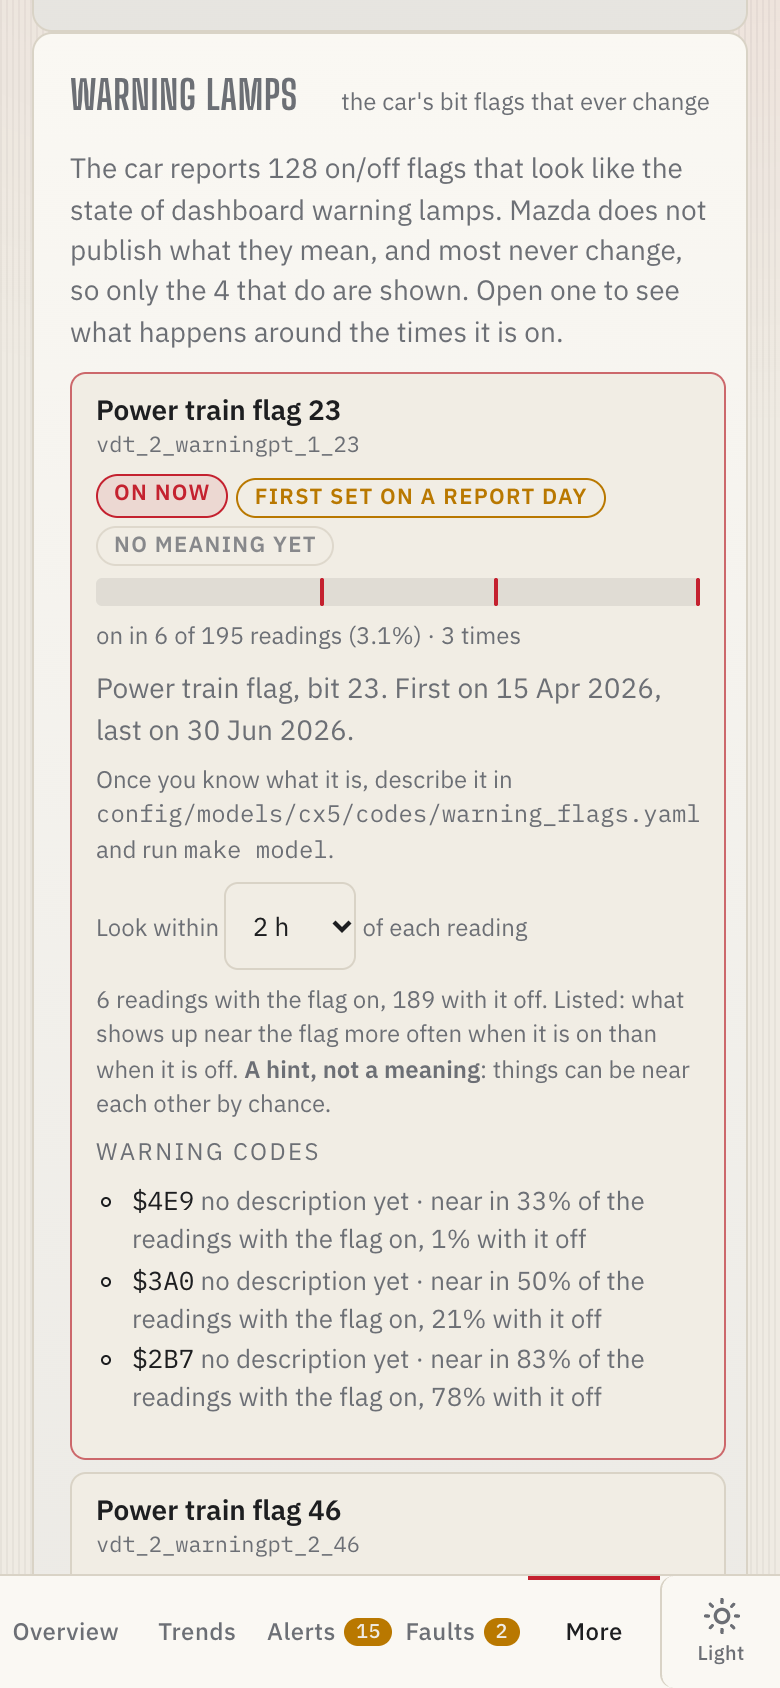 WARNING LAMPS the car's bit flags that ever change
The car reports 128 on/off flags that look like the
state of dashboard warning lamps. Mazda does not
publish what they mean, and most never change,
so only the 4 that do are shown. Open one to see
what happens around the times it is on.
Power train flag 23
vdt_2_warningpt_1_23
ON NOW FIRST SET ON A REPORT DAY
NO MEANING YET
on in 6 of 195 readings (3.1%) · 3 times
Power train flag, bit 23. First on 15 Apr 2026,
last on 30 Jun 2026.
Once you know what it is, describe it in
config/models/cx5/codes/warning_flags.yaml
and run make model.
Look within 2 h of each reading
6 readings with the flag on, 189 with it off. Listed: what
shows up near the flag more often when it is on than
when it is off. A hint, not a meaning: things can be near
each other by chance.
WARNING CODES
$4E9 no description yet · near in 33% of the
readings with the flag on, 1% with it off
$3A0 no description yet · near in 50% of the
readings with the flag on, 21% with it off
$2B7 no description yet · near in 83% of the
readings with the flag on, 78% with it off
Power train flag 46
vdt_2_warningpt_2_46
Overview Trends Alerts 15 Faults 2 More Light